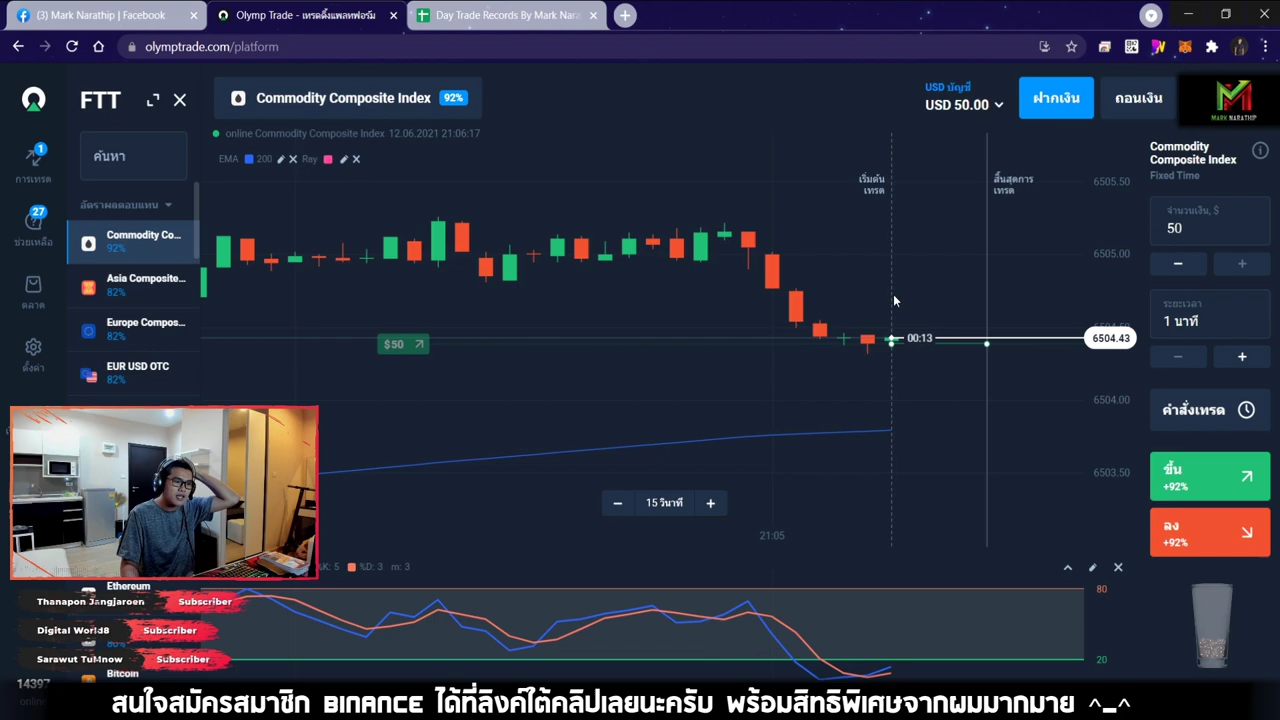 (3) Mark Narathip | Facebook
Olymp Trade - เทรดดิ้งแพลทฟอร์ม
Day Trade Records By Mark Nara
olymptrade.com/platform
FTT
Commodity Composite Index 92%
USD บัญชี
USD 50.00
ฝากเงิน
ถอนเงิน
MARK NARATHIP
online Commodity Composite Index 12.06.2021 21:06:17
EMA 200 Ray
1
การเทรด
27
ช่วยเหลือ
ตลาด
ตั้งค่า
ค้นหา
อัตราผลตอบแทน
Commodity Co...
92%
Asia Composite...
82%
Europe Compos...
82%
EUR USD OTC
82%
เริ่มต้น
เทรด
สิ้นสุดการ
เทรด
6505.50
6505.00
6504.43
6504.00
6503.50
$50
00:13
15 วินาที
21:05
Commodity
Composite Index
Fixed Time
จำนวนเงิน, $
50
ระยะเวลา
1 นาที
คำสั่งเทรด
ขึ้น
+92%
ลง
+92%
K: 5 %D: 3 m: 3
80
20
Ethereum
Thanapon Jangjaroen Subscriber
Digital World8 Subscriber
Sarawut TuMnow Subscriber
Bitcoin
14397
สนใจสมัครสมาชิก BINANCE ได้ที่ลิงค์ใต้คลิปเลยนะครับ พร้อมสิทธิพิเศษจากผมมากมาย ^_^